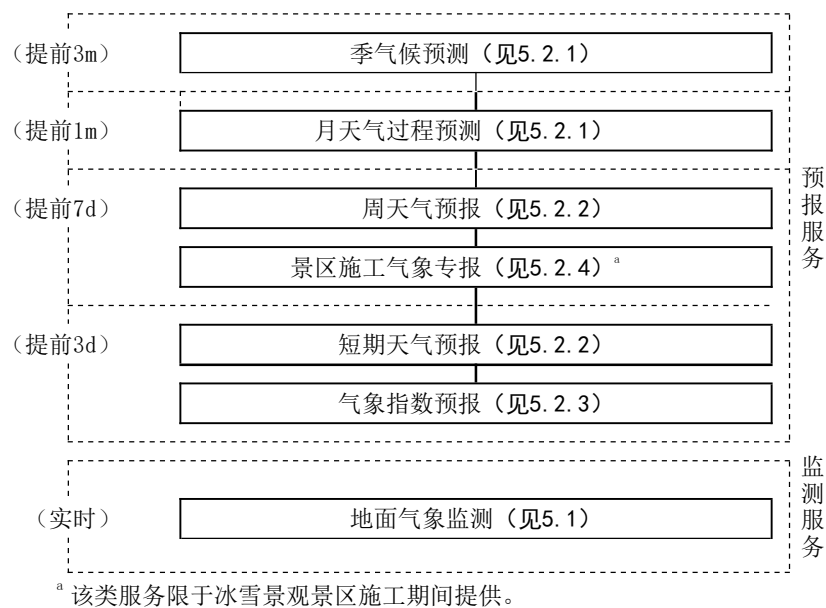 （提前3m）
季气候预测（见5.2.1）
（提前1m）
月天气过程预测（见5.2.1）
（提前7d）
周天气预报（见5.2.2）
景区施工气象专报（见5.2.4）a
预报服务
（提前3d）
短期天气预报（见5.2.2）
气象指数预报（见5.2.3）
（实时）
地面气象监测（见5.1）
监测服务
a 该类服务限于冰雪景观景区施工期间提供。